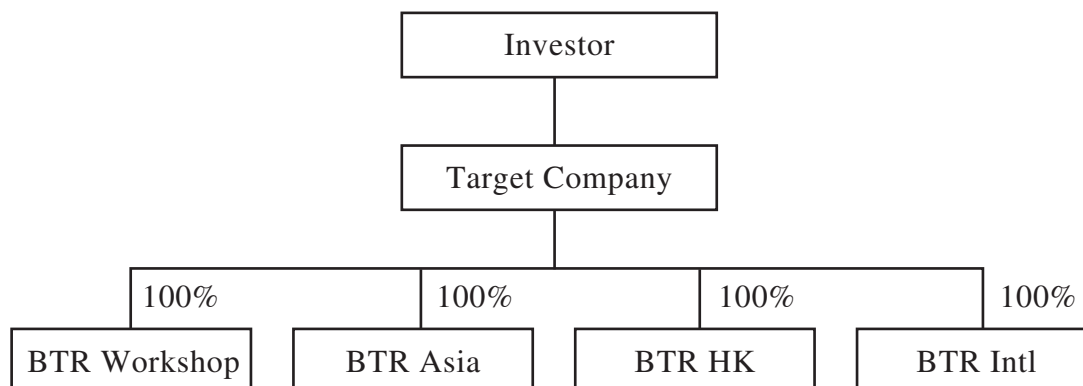 Investor
Target Company
100% 100% 100% 100%
BTR Workshop BTR Asia BTR HK BTR Intl